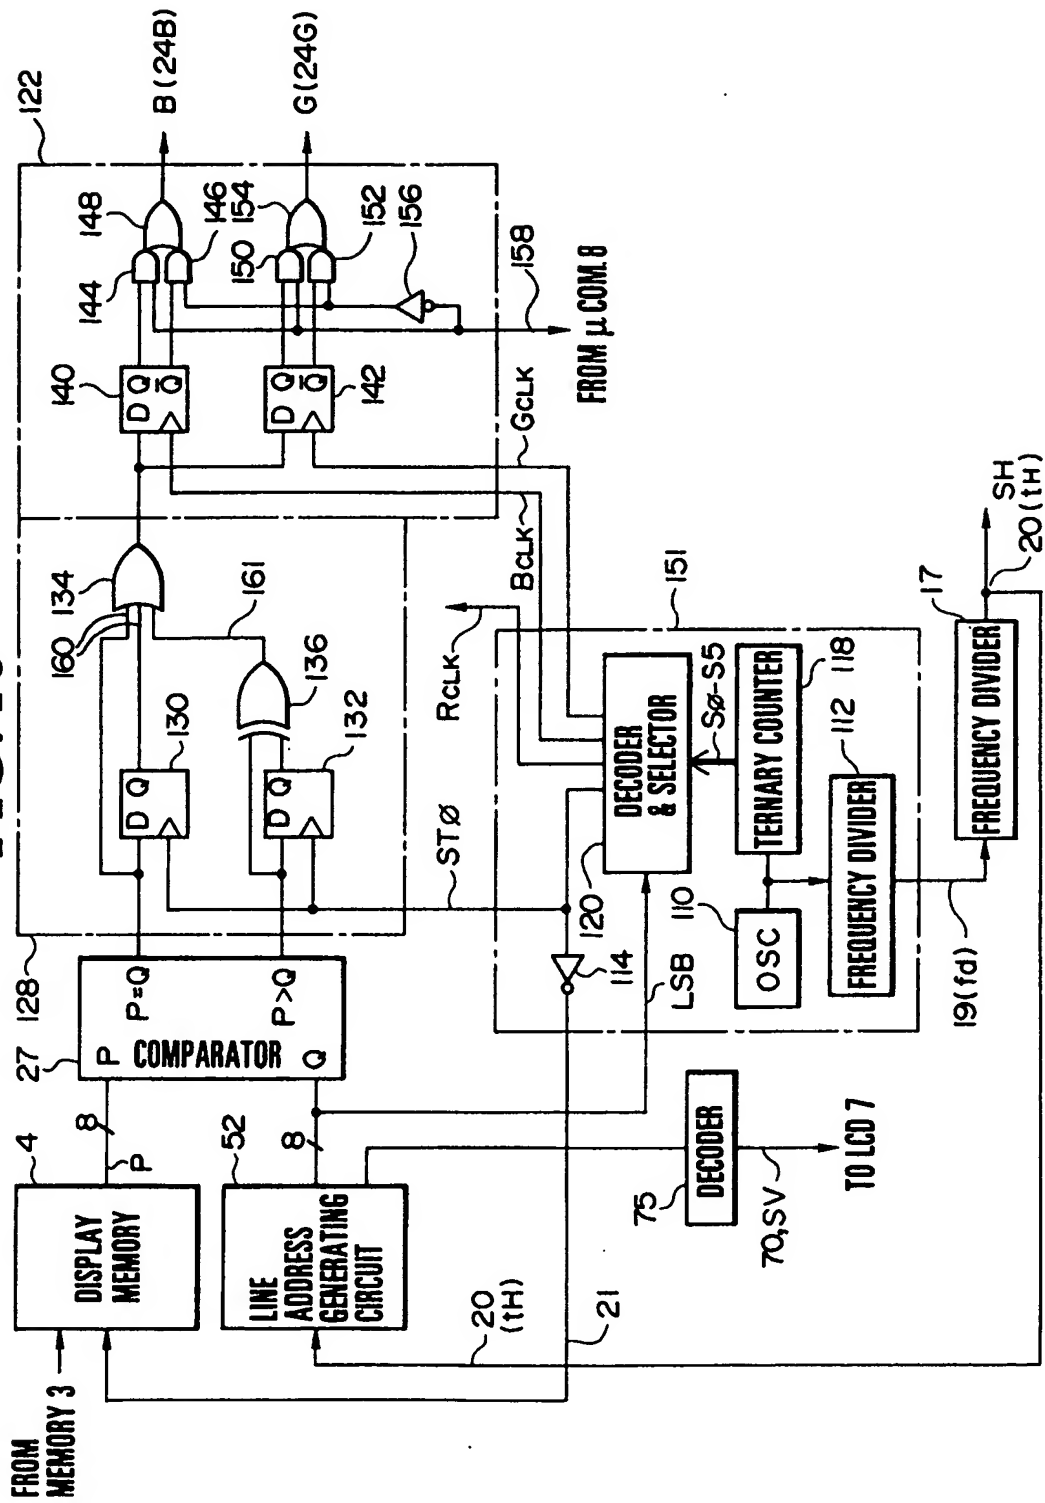 FROM
MEMORY 3
4
DISPLAY
MEMORY
P
8
52
LINE
ADDRESS
GENERATING
CIRCUIT
8
20
(tH)
21
27
P
COMPARATOR
Q
P=Q
P>Q
128
130
D Q
132
D Q
136
160
134
161
STØ
RCLK
BCLK
GCLK
122
140
D Q
Q
142
D Q
Q
144
146
148
150
152
154
156
158
B (24B)
G (24G)
FROM μ COM. 8
75
DECODER
70,SV
TO LCD 7
LSB
114
120
DECODER
& SELECTOR
SØ-S5
151
110
OSC
TERNARY COUNTER
118
112
FREQUENCY DIVIDER
19(fd)
17
FREQUENCY DIVIDER
SH
20(tH)